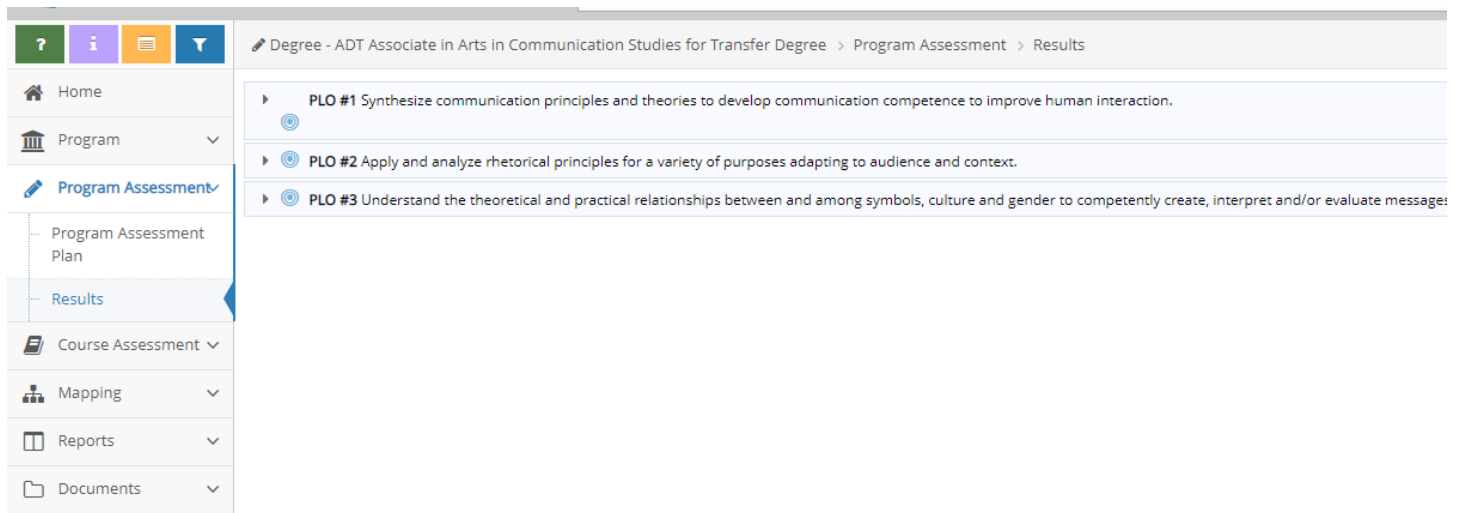 ? i
Degree - ADT Associate in Arts in Communication Studies for Transfer Degree > Program Assessment > Results
Home
Program
Program Assessment
Program Assessment
Plan
Results
Course Assessment
Mapping
Reports
Documents
PLO #1 Synthesize communication principles and theories to develop communication competence to improve human interaction.
PLO #2 Apply and analyze rhetorical principles for a variety of purposes adapting to audience and context.
PLO #3 Understand the theoretical and practical relationships between and among symbols, culture and gender to competently create, interpret and/or evaluate messages